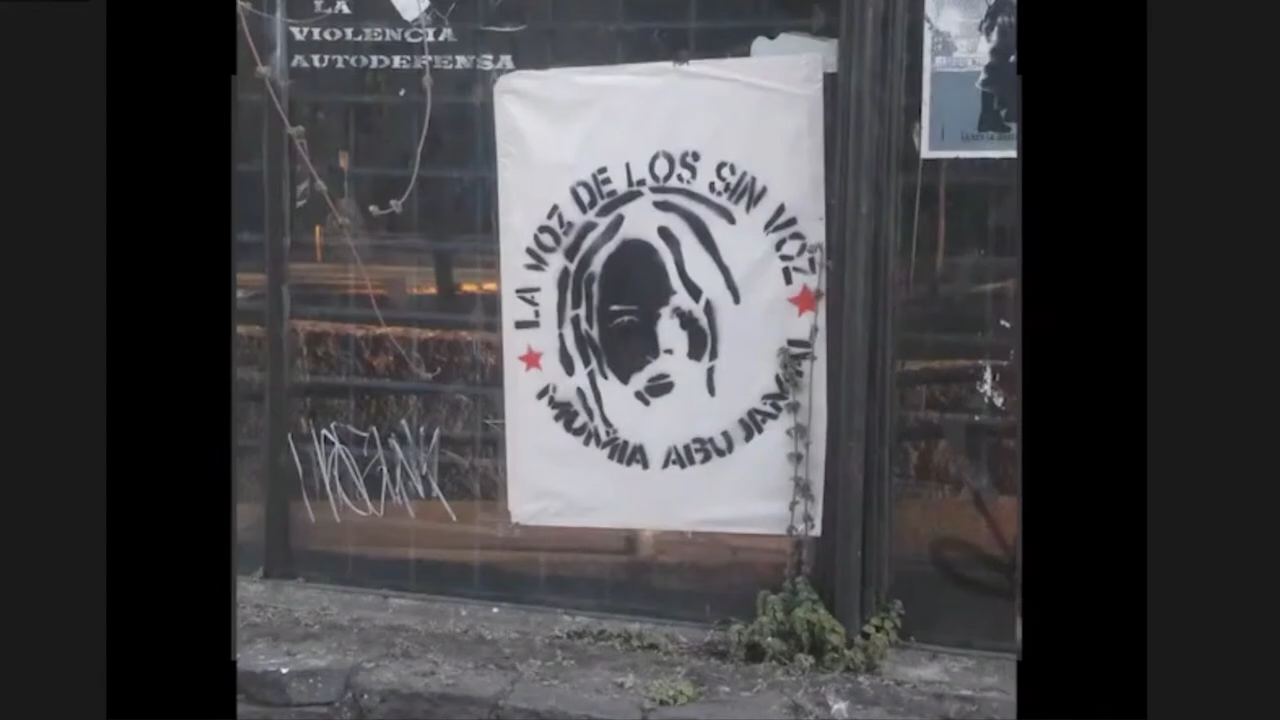 LA
VIOLENCIA
AUTODEFENSA
LA VOZ DE LOS SIN VOZ
MUMIA ABU JAMAL